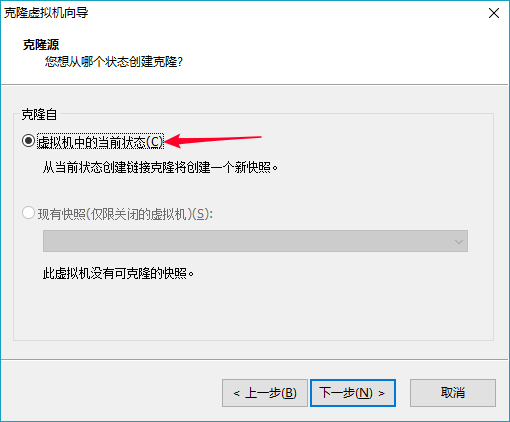 克隆虚拟机向导
克隆源
您想从哪个状态创建克隆?
克隆自
虚拟机中的当前状态(C)
从当前状态创建链接克隆将创建一个新快照。
现有快照(仅限关闭的虚拟机)(S):
此虚拟机没有可克隆的快照。
< 上一步(B) 下一步(N) > 取消